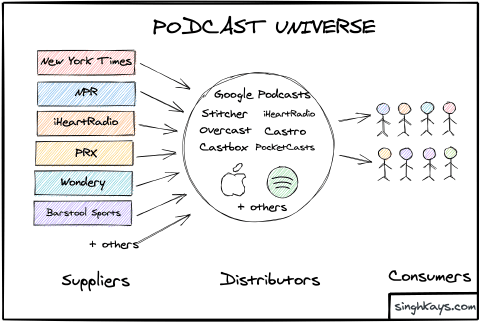 PODCAST UNIVERSE
New York Times
NPR
iHeartRadio
PRX
Wondery
Barstool Sports
+ others
Google Podcasts
Stitcher iHeartRadio
Overcast Castro
Castbox PocketCasts
+ others
Suppliers
Distributors
Consumers
singhkays.com